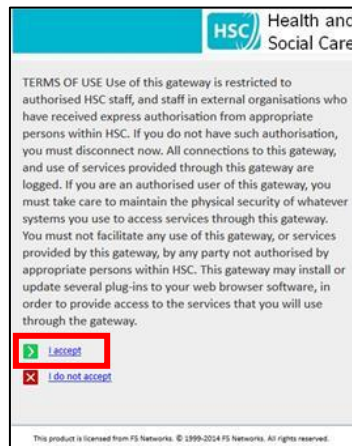 HSC Health and
Social Care
TERMS OF USE Use of this gateway is restricted to
authorised HSC staff, and staff in external organisations who
have received express authorisation from appropriate
persons within HSC. If you do not have such authorisation,
you must disconnect now. All connections to this gateway,
and use of services provided through this gateway are
logged. If you are an authorised user of this gateway, you
must take care to maintain the physical security of whatever
systems you use to access services through this gateway.
You must not facilitate any use of this gateway, or services
provided by this gateway, by any party not authorised by
appropriate persons within HSC. This gateway may install or
update several plug-ins to your web browser software, in
order to provide access to the services that you will use
through the gateway.
I accept
I do not accept
This product is licensed from F5 Networks. © 1999-2014 F5 Networks. All rights reserved.